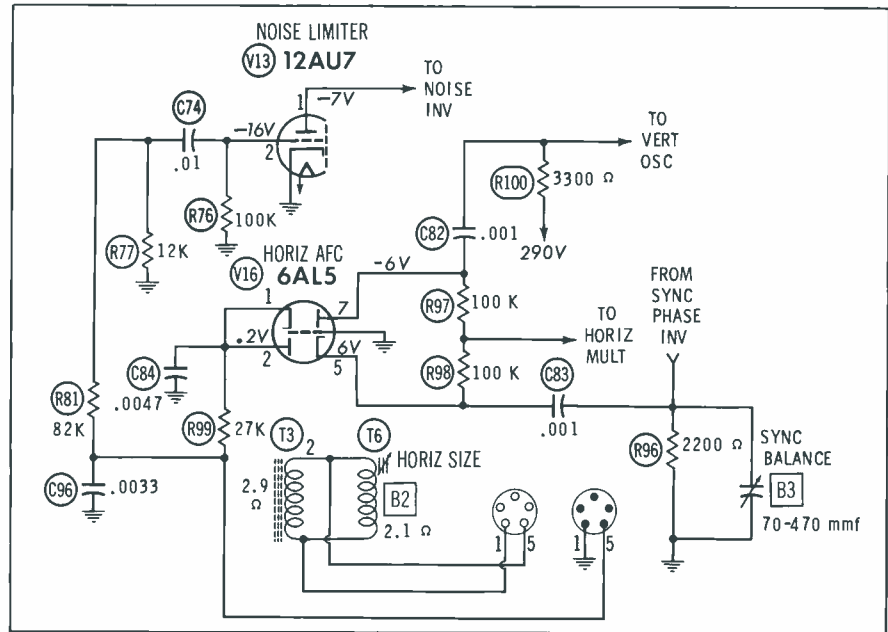 NOISE LIMITER
V13 12AU7
TO
NOISE
INV
1
-7V
C74
.01
-16V
2
R76
100K
R77
12K
TO
VERT
OSC
R100
3300 Ω
290V
C82
.001
HORIZ AFC
V16 6AL5
-6V
1
7
.2V
2
6V
5
R97
100 K
R98
100 K
TO
HORIZ
MULT
FROM
SYNC
PHASE
INV
C83
.001
C84
.0047
R81
82K
R99
27K
C96
.0033
T3
2
T6
HORIZ SIZE
2.9
Ω
B2
2.1 Ω
1
5
1
5
R96
2200 Ω
SYNC
BALANCE
B3
70-470 mmf